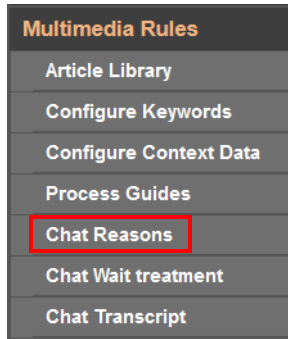 Multimedia Rules
Article Library
Configure Keywords
Configure Context Data
Process Guides
Chat Reasons
Chat Wait treatment
Chat Transcript